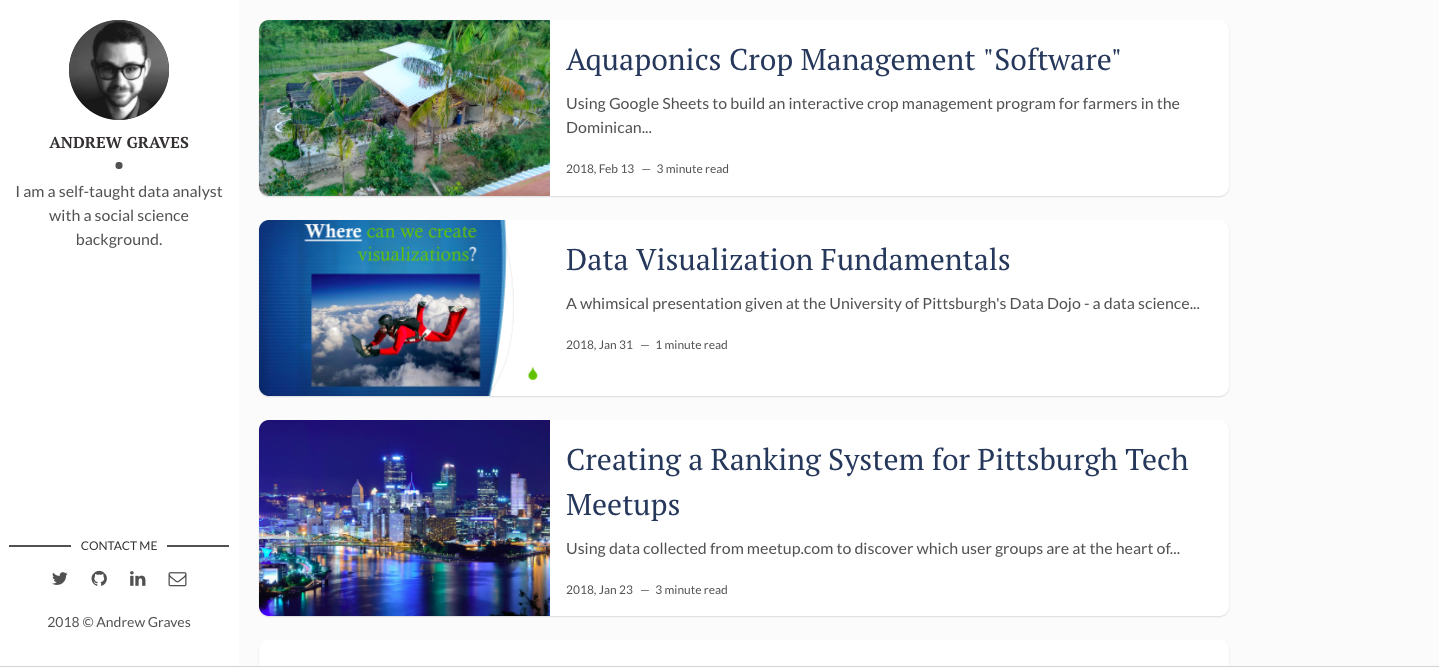 ANDREW GRAVES
I am a self-taught data analyst
with a social science
background.
CONTACT ME
2018 © Andrew Graves
Aquaponics Crop Management "Software"
Using Google Sheets to build an interactive crop management program for farmers in the
Dominican...
2018, Feb 13 — 3 minute read
Where can we create
visualizations?
Data Visualization Fundamentals
A whimsical presentation given at the University of Pittsburgh's Data Dojo - a data science...
2018, Jan 31 — 1 minute read
Creating a Ranking System for Pittsburgh Tech
Meetups
Using data collected from meetup.com to discover which user groups are at the heart of...
2018, Jan 23 — 3 minute read